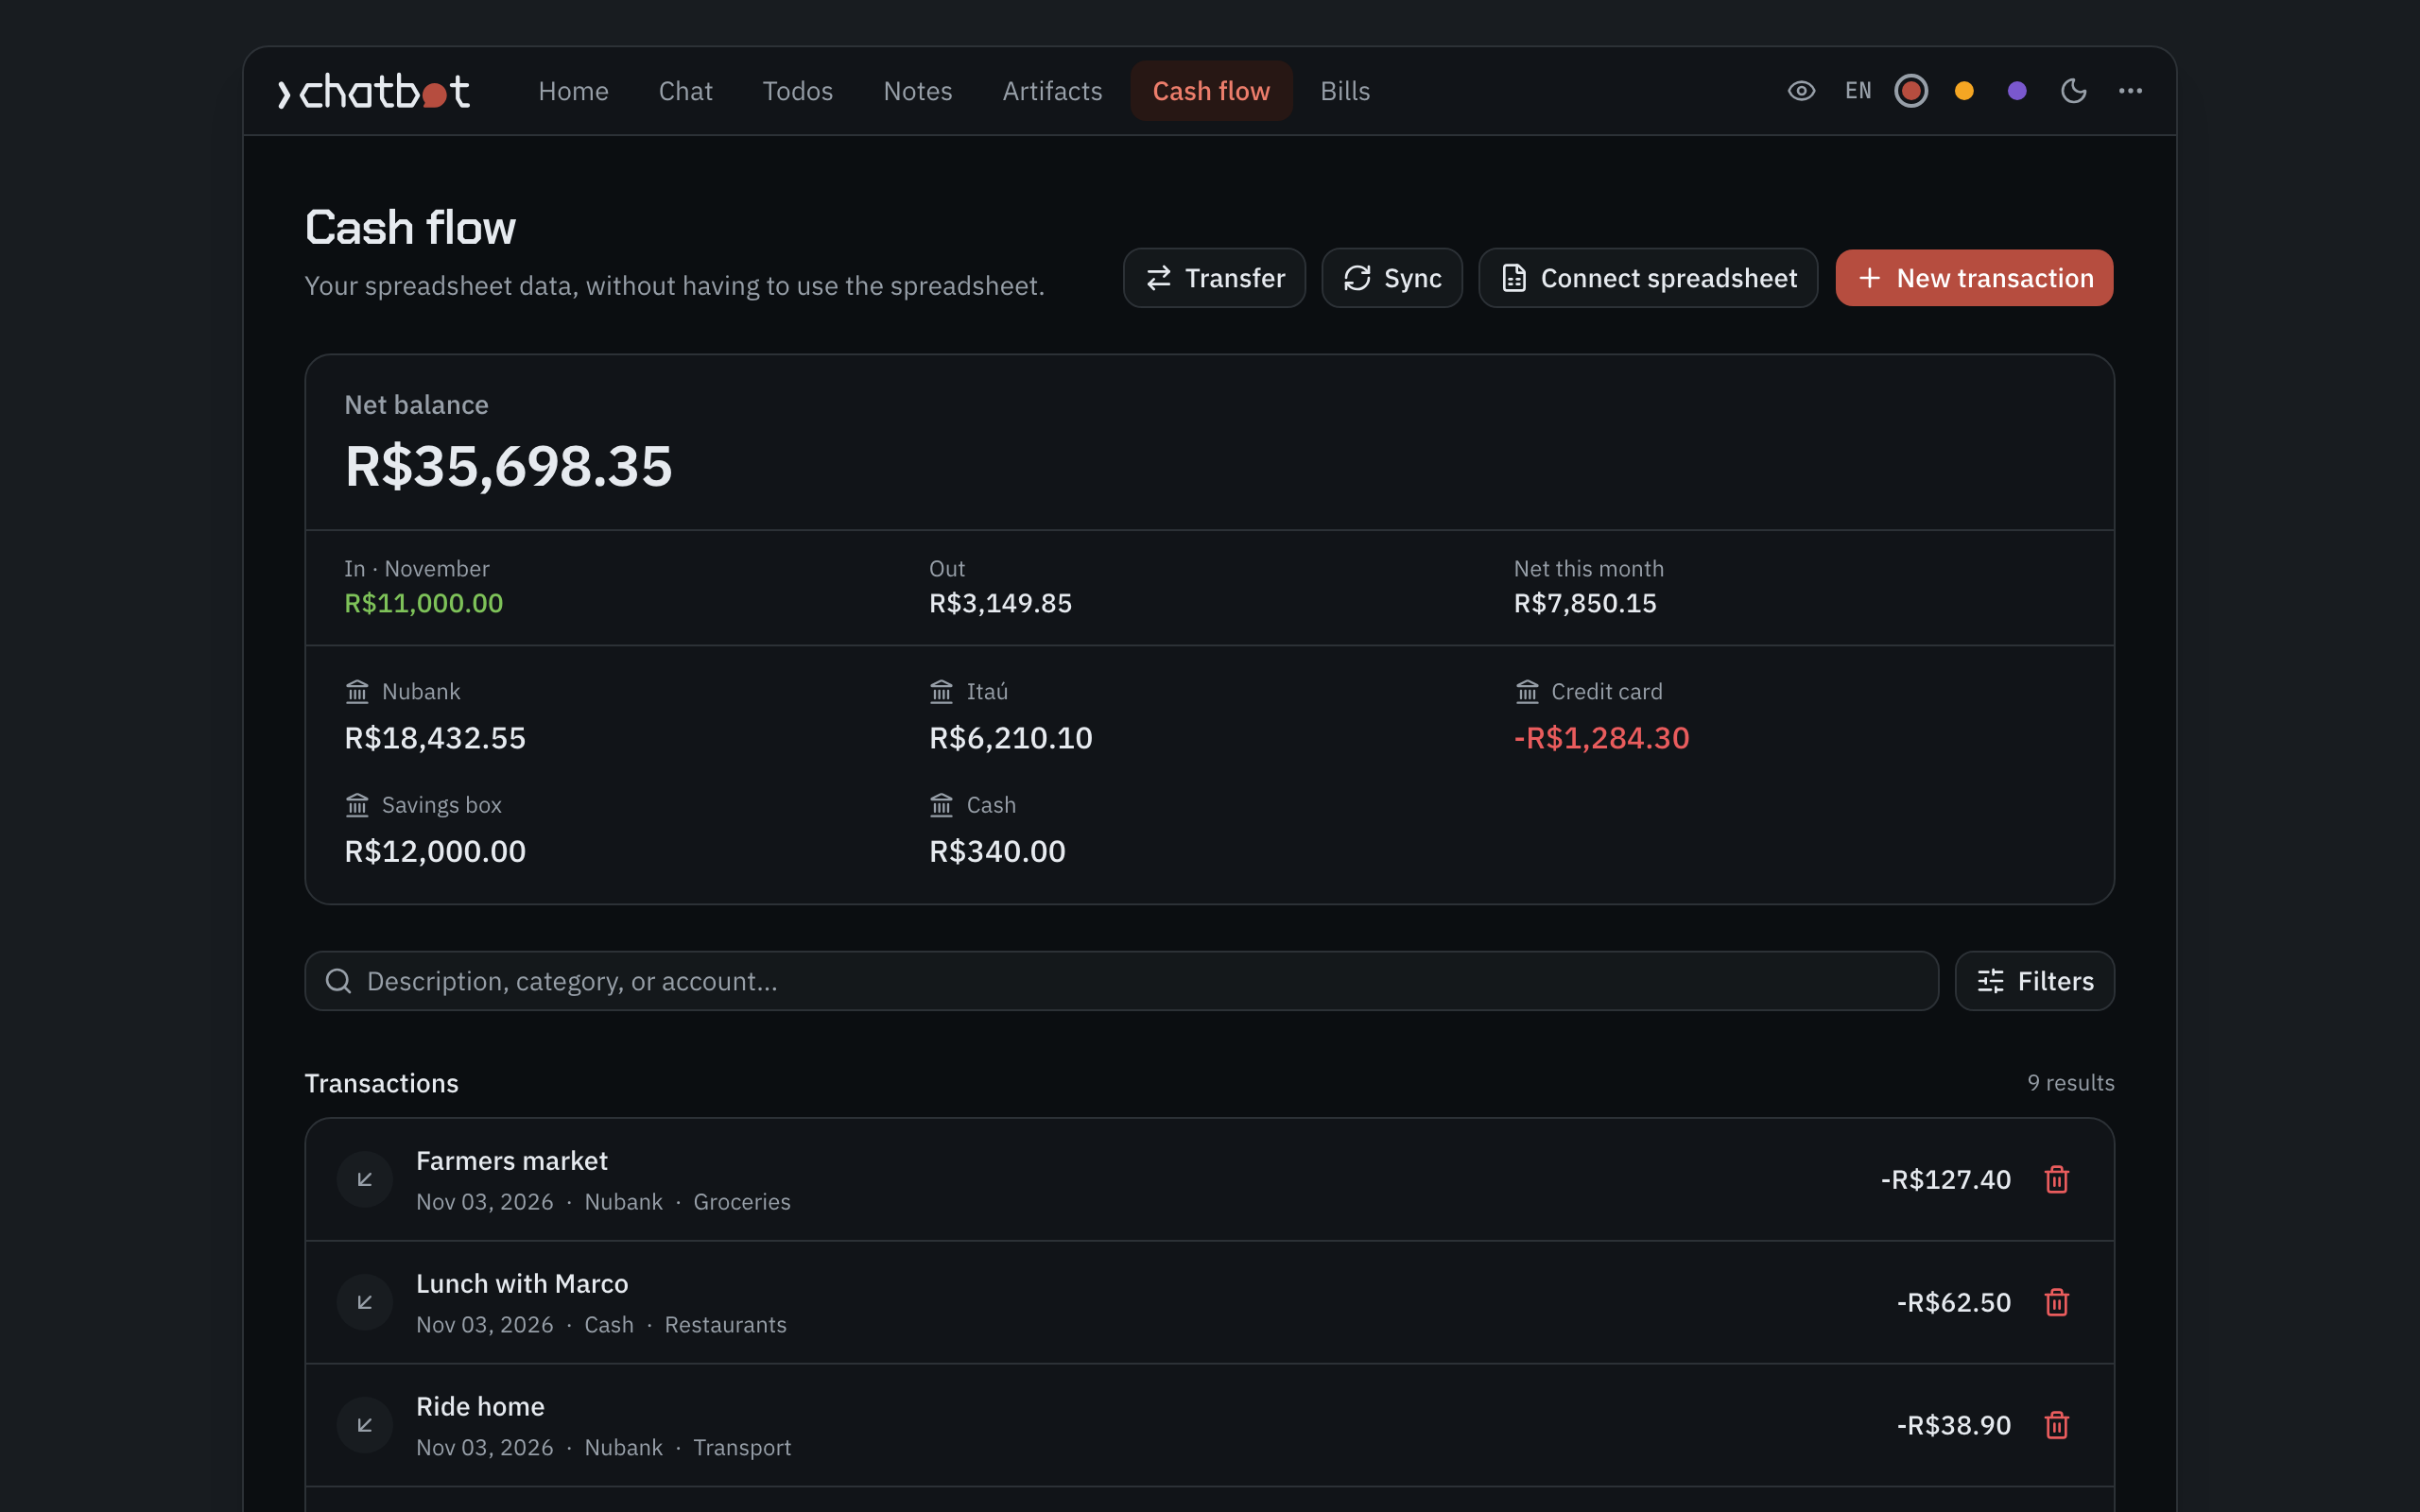 chatbot Home Chat Todos Notes Artifacts Cash flow Bills EN
Cash flow
Your spreadsheet data, without having to use the spreadsheet.
Transfer Sync Connect spreadsheet New transaction
Net balance
R$35,698.35
In · November Out Net this month
R$11,000.00 R$3,149.85 R$7,850.15
Nubank Itaú Credit card
R$18,432.55 R$6,210.10 -R$1,284.30
Savings box Cash
R$12,000.00 R$340.00
Description, category, or account... Filters
Transactions 9 results
Farmers market
Nov 03, 2026 · Nubank · Groceries
-R$127.40
Lunch with Marco
Nov 03, 2026 · Cash · Restaurants
-R$62.50
Ride home
Nov 03, 2026 · Nubank · Transport
-R$38.90